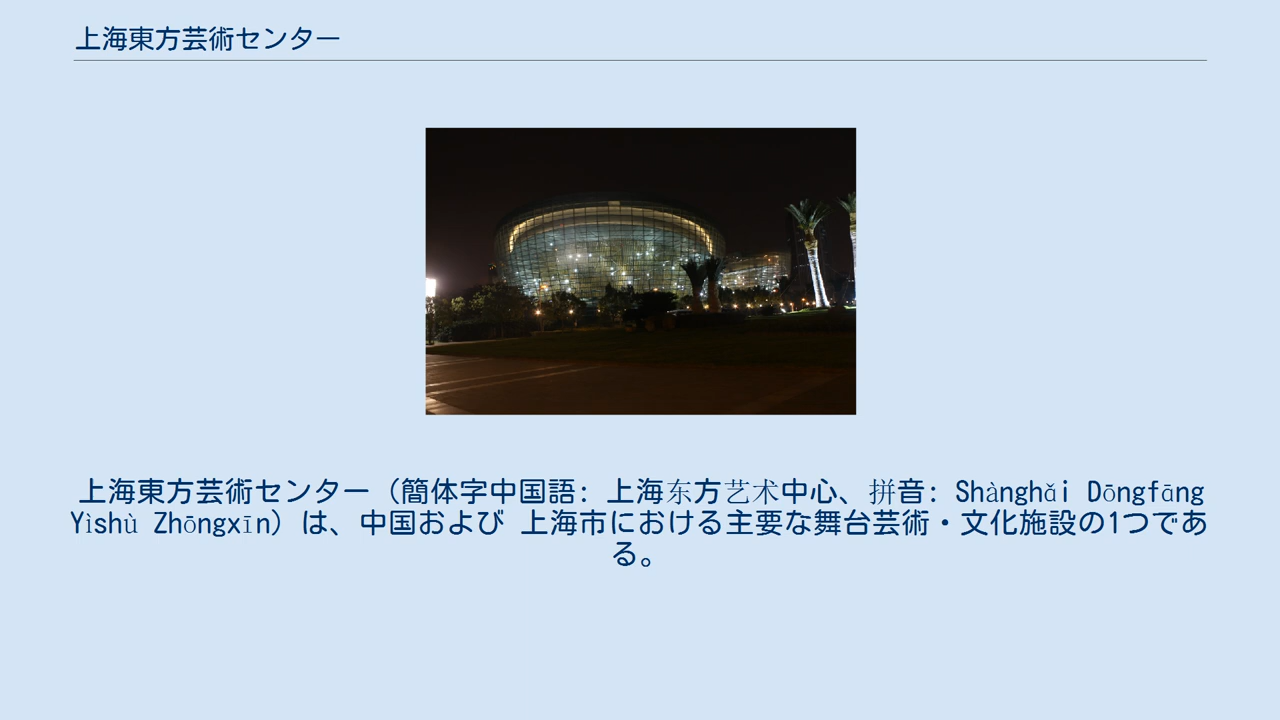 上海東方芸術センター
上海東方芸術センター（簡体字中国語: 上海东方艺术中心、拼音: Shànghǎi Dōngfāng
Yìshù Zhōngxīn）は、中国および 上海市における主要な舞台芸術・文化施設の1つであ
る。